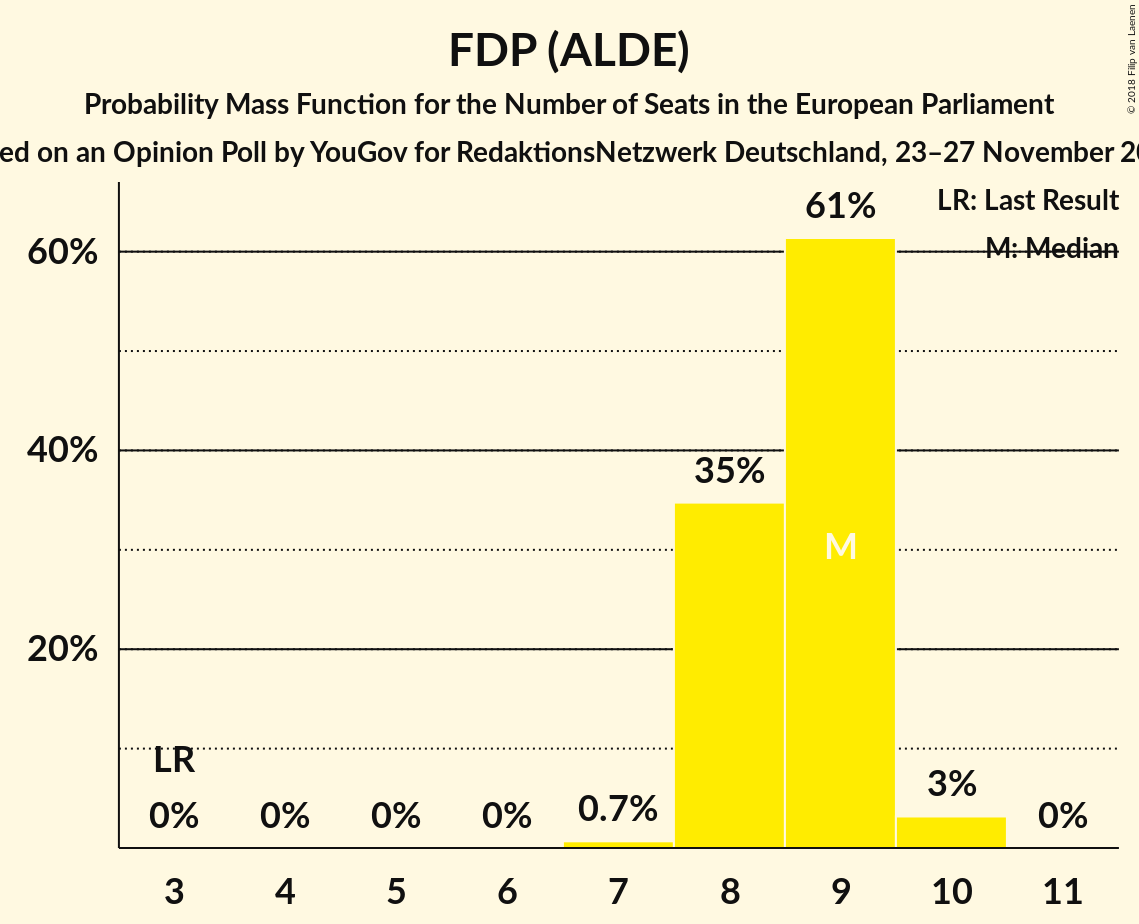 FDP (ALDE)
Probability Mass Function for the Number of Seats in the European Parliament
on an Opinion Poll by YouGov for RedaktionsNetzwerk Deutschland, 23–27 November
© 2018 Filip van Laenen
LR: Last Result
M: Median
60%
40%
20%
61%
35%
M
LR
0%
0%
0%
0%
0.7%
3%
0%
3 4 5 6 7 8 9 10 11